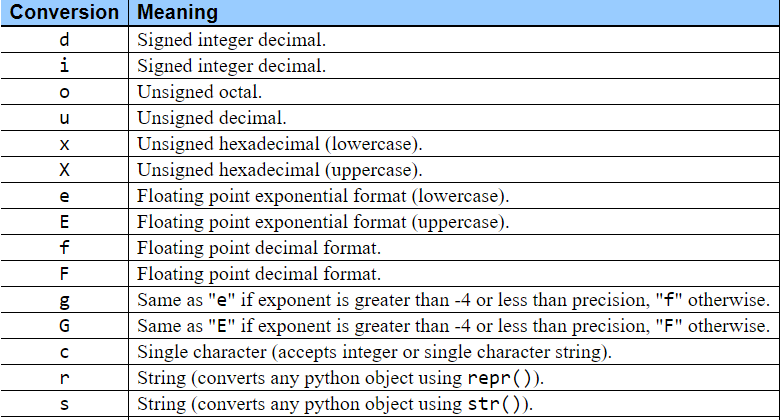 Conversion Meaning
d Signed integer decimal.
i Signed integer decimal.
o Unsigned octal.
u Unsigned decimal.
x Unsigned hexadecimal (lowercase).
X Unsigned hexadecimal (uppercase).
e Floating point exponential format (lowercase).
E Floating point exponential format (uppercase).
f Floating point decimal format.
F Floating point decimal format.
g Same as "e" if exponent is greater than -4 or less than precision, "f" otherwise.
G Same as "E" if exponent is greater than -4 or less than precision, "F" otherwise.
c Single character (accepts integer or single character string).
r String (converts any python object using repr()).
s String (converts any python object using str()).